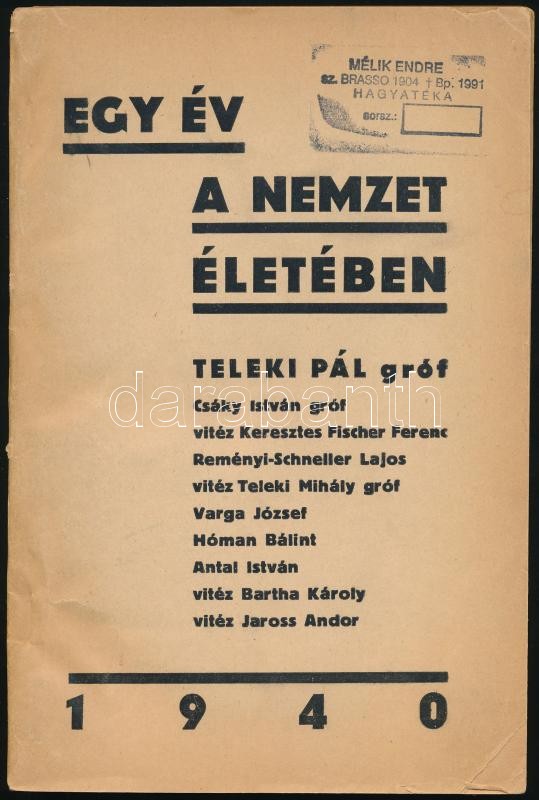 MÉLIK ENDRE
sz. BRASSO 1904 † Bp. 1991
HAGYATÉKA
sorsz.:
EGY ÉV
A NEMZET
ÉLETÉBEN
TELEKI PÁL gróf
Csáky István gróf
vitéz Keresztes Fischer Ferenc
Reményi-Schneller Lajos
vitéz Teleki Mihály gróf
Varga József
Hóman Bálint
Antal István
vitéz Bartha Károly
vitéz Jaross Andor
1940
darabanth